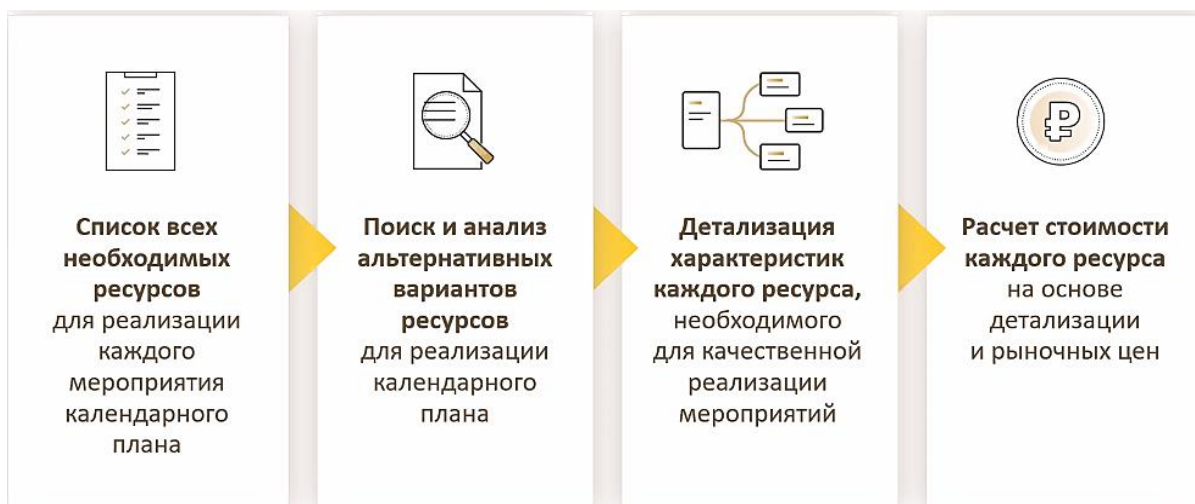 Список всех
необходимых
ресурсов
для реализации
каждого
мероприятия
календарного
плана
Поиск и анализ
альтернативных
вариантов
ресурсов
для реализации
календарного
плана
Детализация
характеристик
каждого ресурса,
необходимого
для качественной
реализации
мероприятий
Расчет стоимости
каждого ресурса
на основе
детализации
и рыночных цен